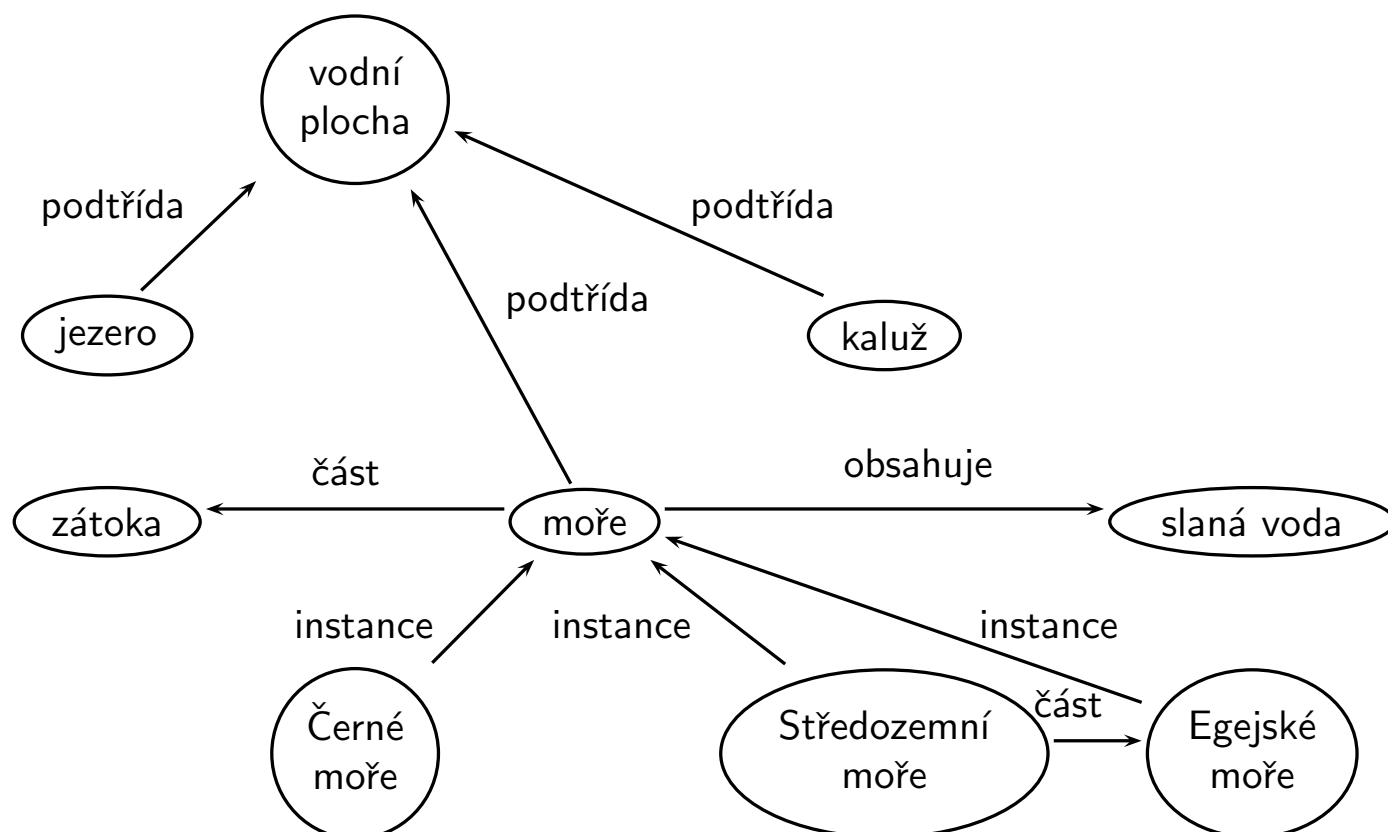 vodní
plocha
podtřída
podtřída
podtřída
jezero
kaluž
část
obsahuje
zátoka
moře
slaná voda
instance
instance
instance
část
Černé
moře
Středozemní
moře
Egejské
moře